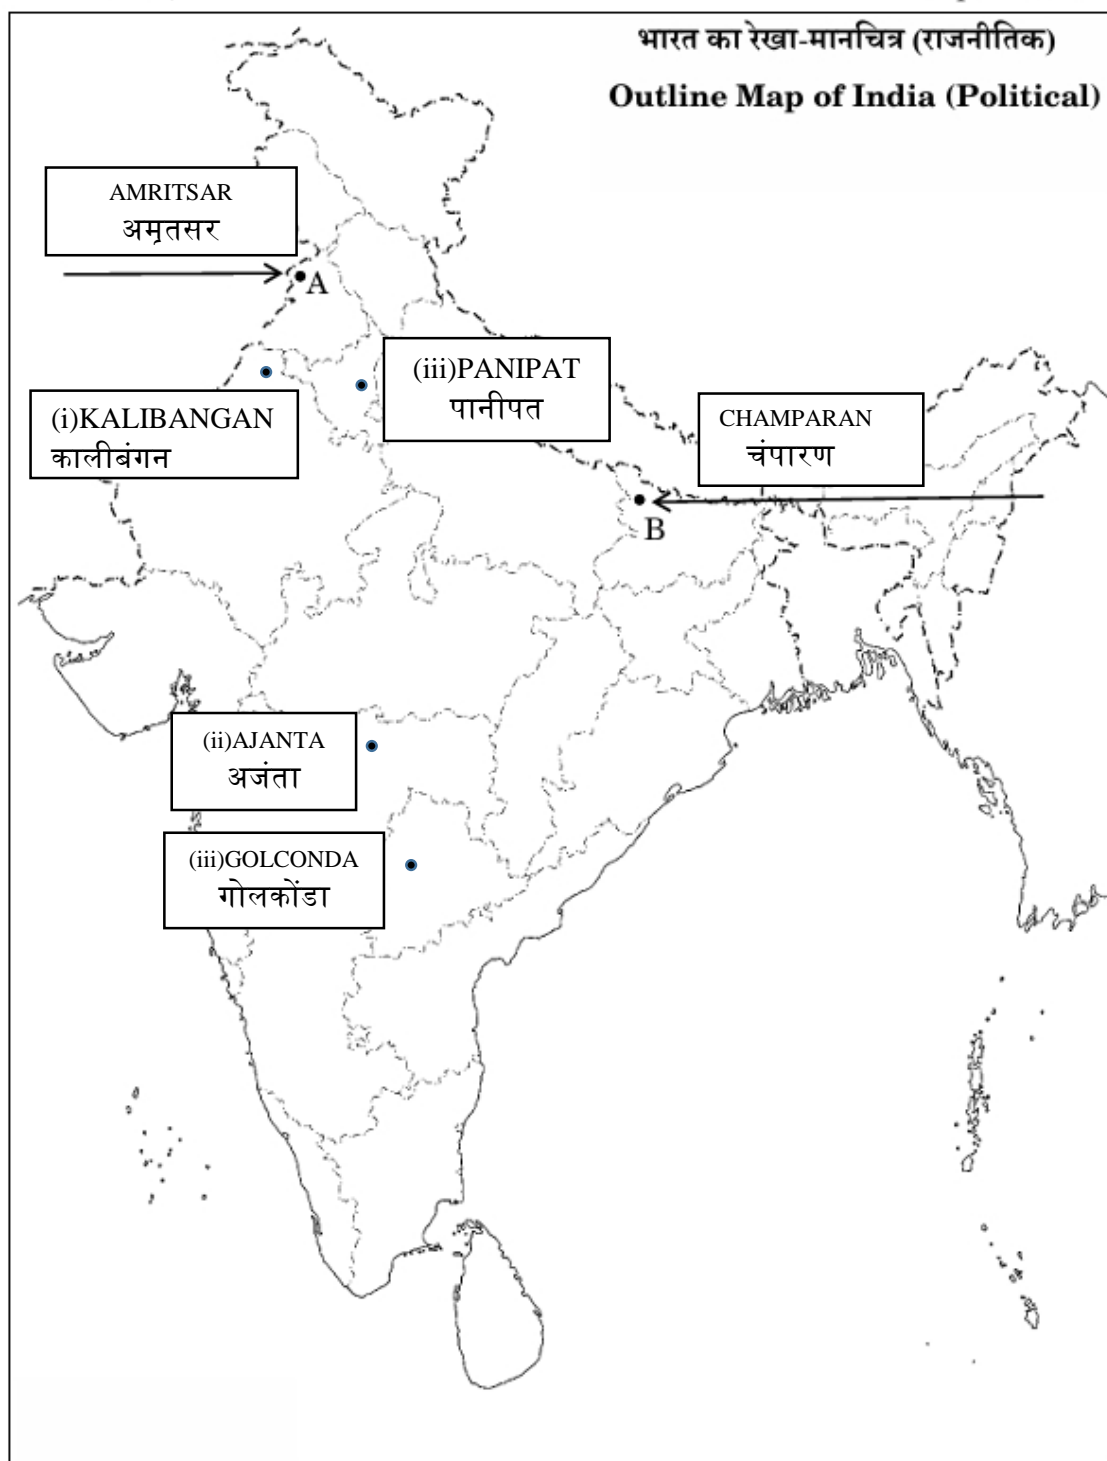 भारत का रेखा-मानचित्र (राजनीतिक)
Outline Map of India (Political)
AMRITSAR
अमृतसर
A
(iii)PANIPAT
पानीपत
(i)KALIBANGAN
कालीबंगन
CHAMPARAN
चंपारण
B
(ii)AJANTA
अजंता
(iii)GOLCONDA
गोलकोंडा